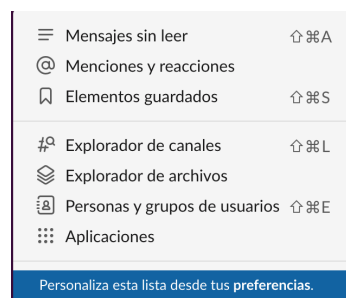 Mensajes sin leer ⇧⌘A
Menciones y reacciones
Elementos guardados ⇧⌘S
Explorador de canales ⇧⌘L
Explorador de archivos
Personas y grupos de usuarios ⇧⌘E
Aplicaciones
Personaliza esta lista desde tus preferencias.